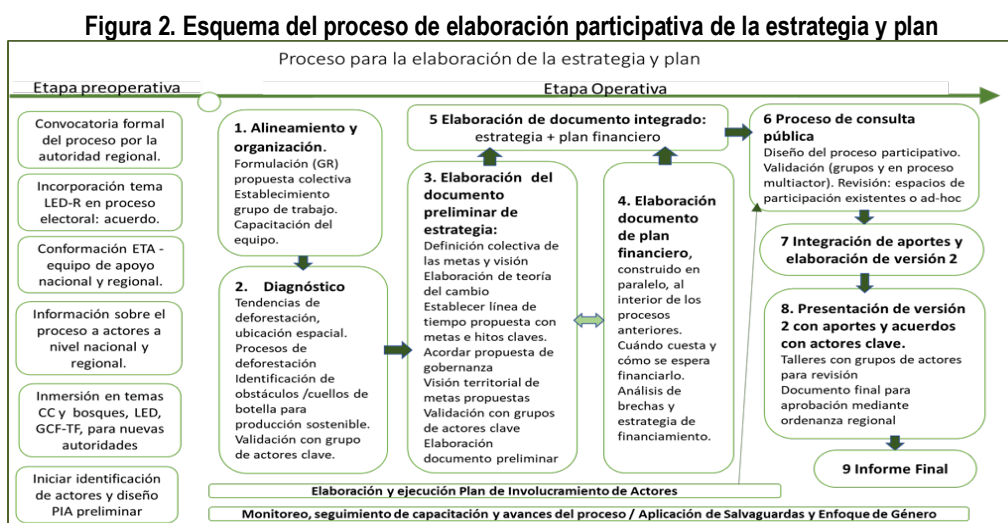 Figura 2. Esquema del proceso de elaboración participativa de la estrategia y plan
Proceso para la elaboración de la estrategia y plan
Etapa preoperativa
Etapa Operativa
Convocatoria formal
del proceso por la
autoridad regional.
Incorporación tema
LED-R en proceso
electoral: acuerdo.
Conformación ETA -
equipo de apoyo
nacional y regional.
Información sobre el
proceso a actores a
nivel nacional y
regional.
Inmersión en temas
CC y bosques, LED,
GCF-TF, para nuevas
autoridades
Iniciar identificación
de actores y diseño
PIA preliminar
1. Alineamiento y
organización.
Formulación (GR)
propuesta colectiva
Establecimiento
grupo de trabajo.
Capacitación del
equipo.
2. Diagnóstico
Tendencias de
deforestación,
ubicación espacial.
Procesos de
deforestación
Identificación de
obstáculos /cuellos de
botella para
producción sostenible.
Validación con grupo
de actores clave.
5 Elaboración de documento integrado:
estrategia + plan financiero
3. Elaboración del
documento
preliminar de
estrategia:
Definición colectiva de
las metas y visión
Elaboración de teoría
del cambio
Establecer línea de
tiempo propuesta con
metas e hitos claves.
Acordar propuesta de
gobernanza
Visión territorial de
metas propuestas
Validación con grupos
de actores clave
Elaboración
documento preliminar
4. Elaboración
documento
de plan
financiero,
construido en
paralelo, al
interior de los
procesos
anteriores.
Cuándo cuesta y
cómo se espera
financiarlo.
Análisis de
brechas y
estrategia de
financiamiento.
6 Proceso de consulta
pública
Diseño del proceso participativo.
Validación (grupos y en proceso
multiactor). Revisión: espacios de
participación existentes o ad-hoc
7 Integración de aportes y
elaboración de versión 2
8. Presentación de versión
2 con aportes y acuerdos
con actores clave.
Talleres con grupos de actores
para revisión
Documento final para
aprobación mediante
ordenanza regional
9 Informe Final
Elaboración y ejecución Plan de Involucramiento de Actores
Monitoreo, seguimiento de capacitación y avances del proceso / Aplicación de Salvaguardas y Enfoque de Género